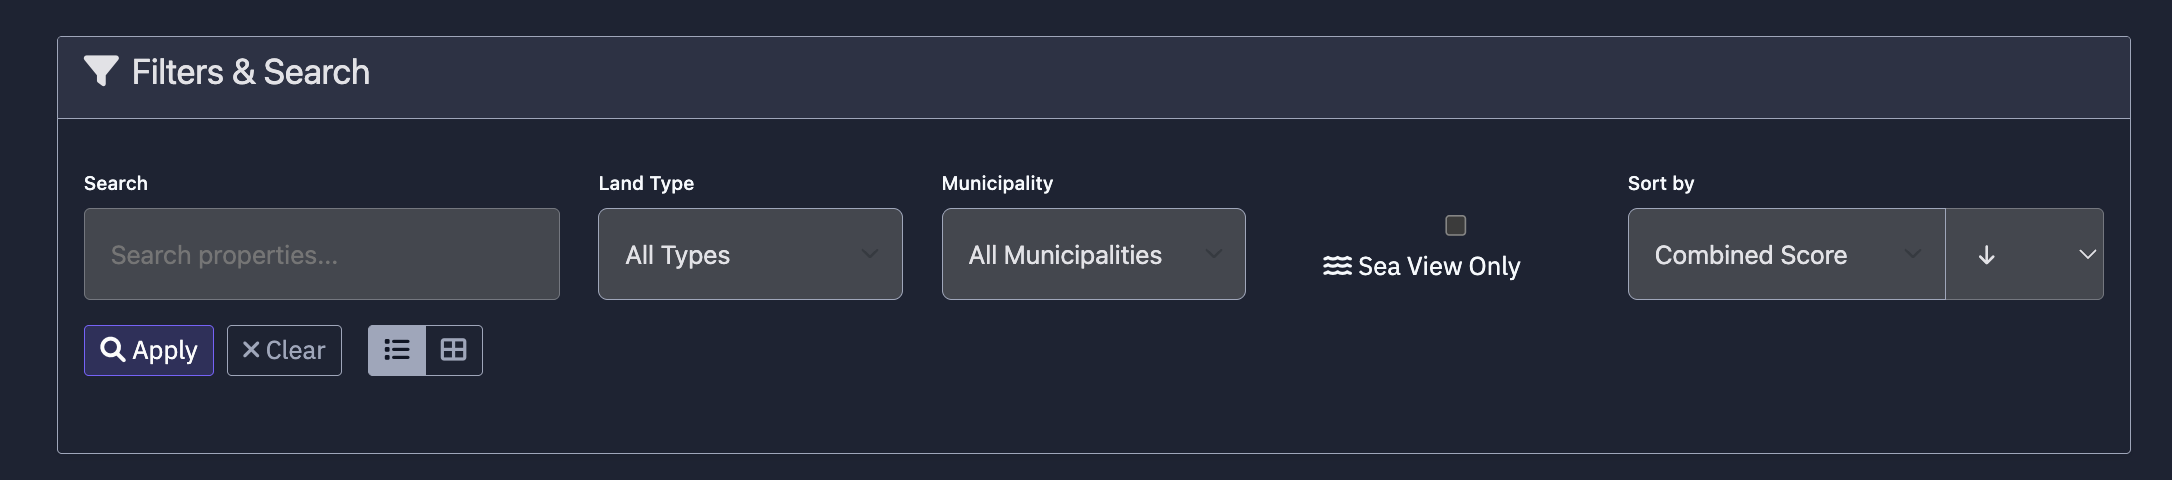 Filters & Search
Search
Land Type
Municipality
Sort by
Search properties...
All Types
All Municipalities
Sea View Only
Combined Score
↓
Apply
Clear